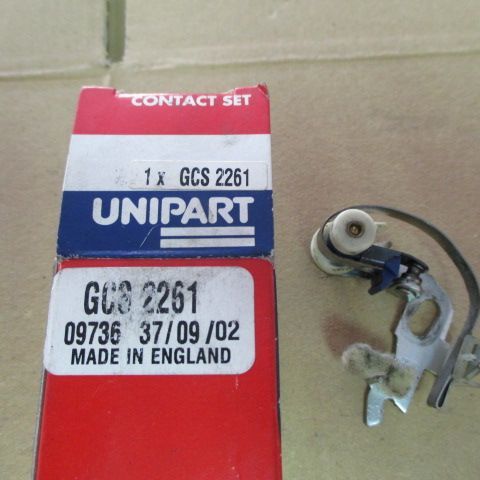 CONTACT SET
1 x GCS 2261
UNIPART
GCS 2261
09736 37/09/02
MADE IN ENGLAND